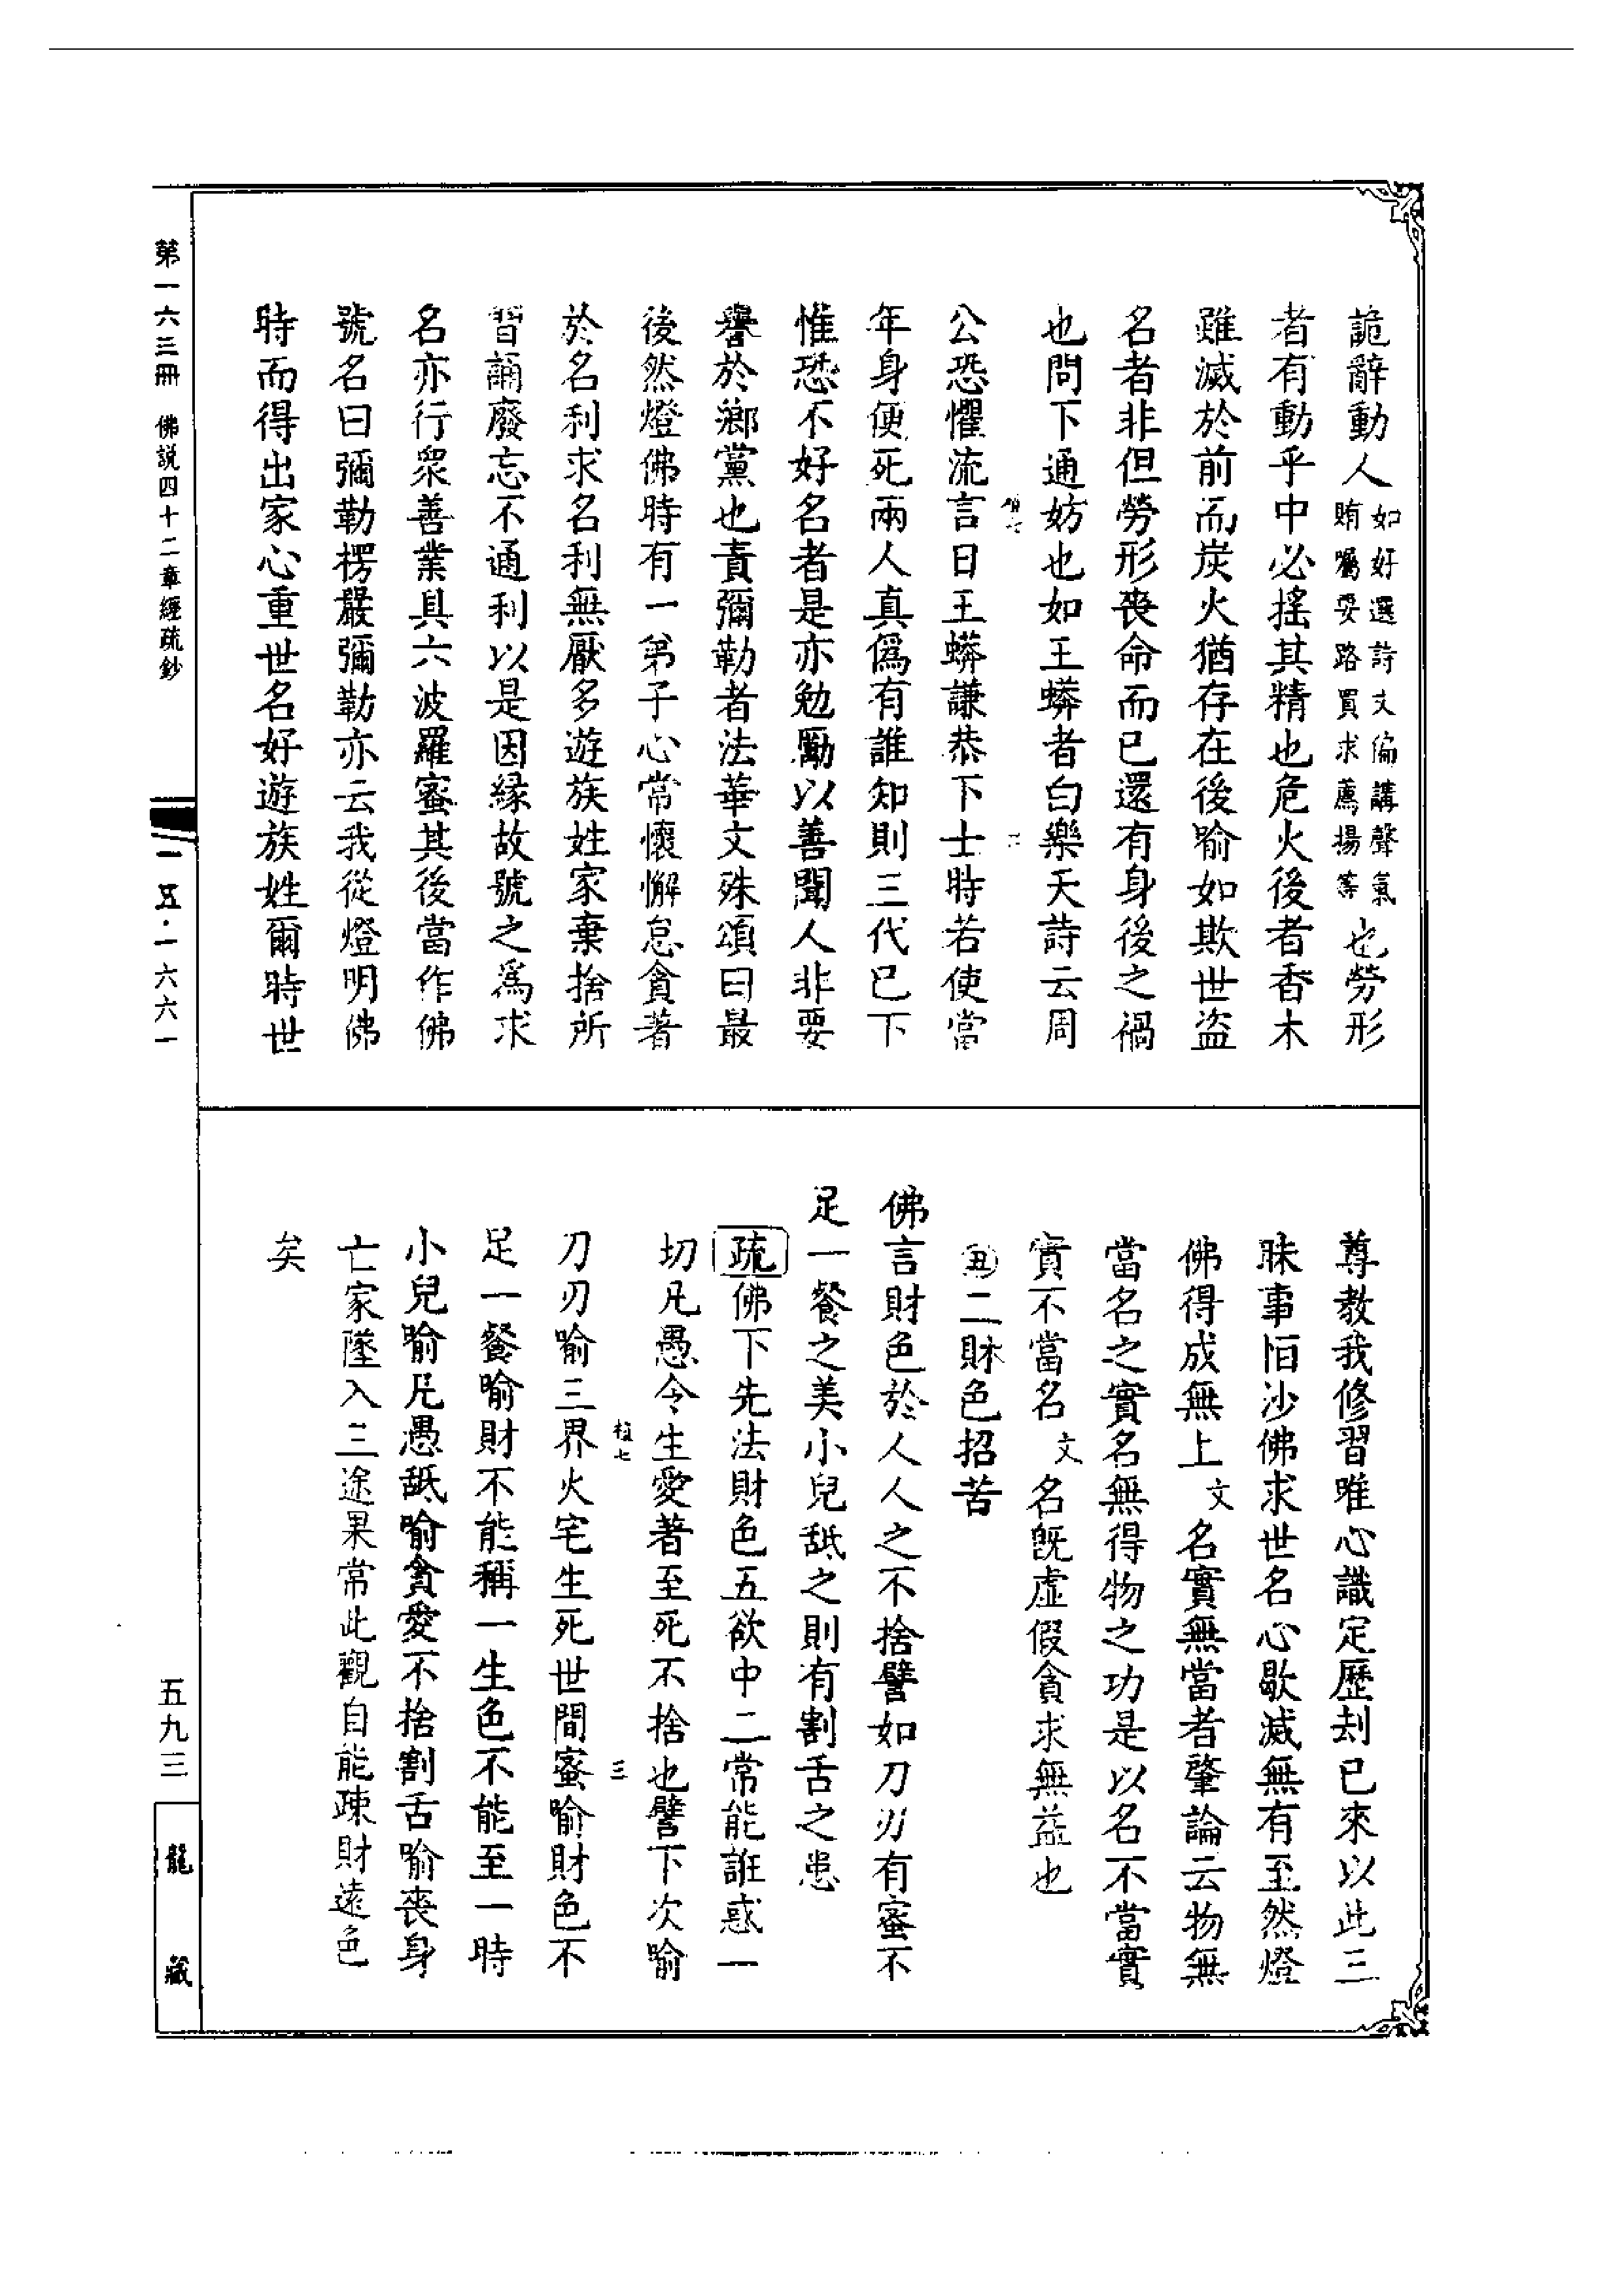 詭辭動人如好選詩文偏講聲氣賄囑要路買求薦揚等也勞形
者有動乎中必搖其精也危火後者香木
雖滅於前而炭火猶存在後喻如欺世盜
名者非但勞形喪命而已還有身後之禍
也問下通妨也如王蟒者白樂天詩云周
公恐懼流言日王蟒謙恭下士時若使當
年身便死兩人真僞有誰知則三代已下
惟恐不好名者是亦勉勵以善聞人非要
譽於鄉黨也責彌勒者法華文殊頌曰最
後然燈佛時有一弟子心常懷懈怠貪著
於名利求名利無厭多遊族姓家棄捨所
習誦廢忘不通利以是因緣故號之爲求
名亦行眾善業具六波羅蜜其後當作佛
號名曰彌勒楞嚴彌勒亦云我從燈明佛
時而得出家心重世名好遊族姓爾時世
尊教我修習唯心識定歷刦已來以此三
昧事恒沙佛求世名心歇滅無有至然燈
佛得成無上文名實無當者肇論云物無
當名之實名無得物之功是以名不當實
實不當名文名旣虛假貪求無益也
丑二財色招苦
佛言財色於人人之不捨譬如刀刃有蜜不
足一餐之美小兒舐之則有割舌之患
疏佛下先法財色五欲中二常能誑惑一
切凡愚令生愛著至死不捨也譬下次喻
刀刃喻三界火宅生死世間蜜喻財色不
足一餐喻財不能稱一生色不能至一時
小兒喻凡愚舐喻貪愛不捨割舌喻喪身
亡家墜入三途果常此觀自能疎財遠色
矣
第一六三冊 佛説四十二章經疏鈔
一五·一六六一
五九三
龍藏